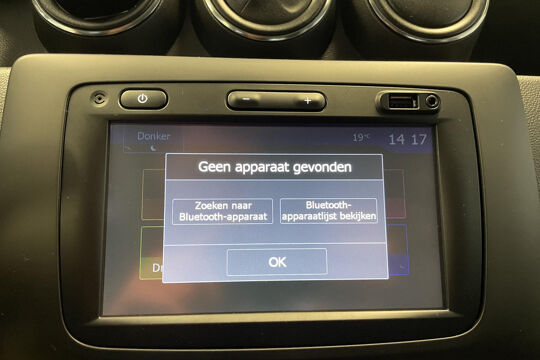 Donker
19°C
14 17
Geen apparaat gevonden
Zoeken naar
Bluetooth-apparaat
Bluetooth-
apparaatlijst bekijken
OK